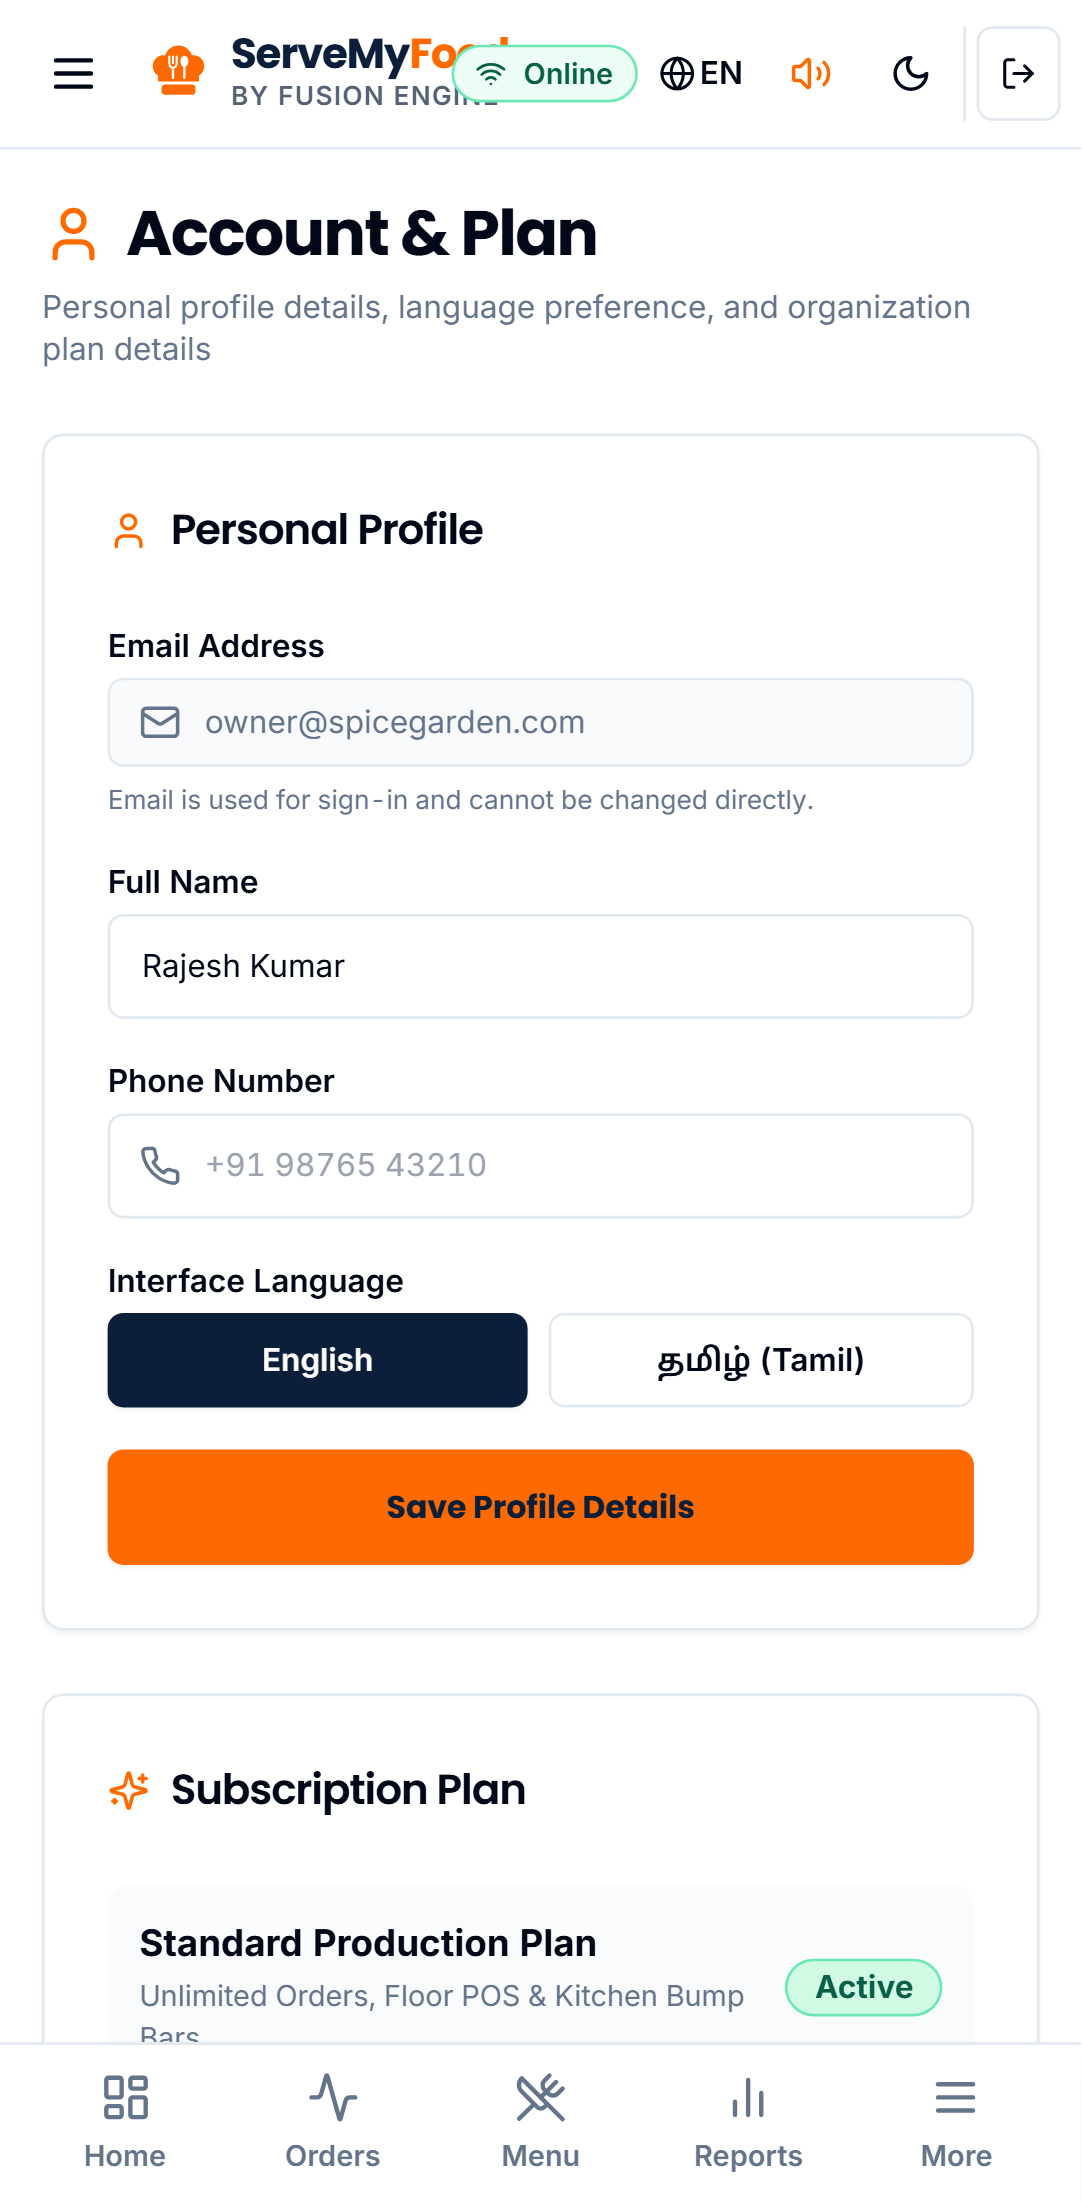 ServeMyFood
BY FUSION ENGINE
Online
EN
Account & Plan
Personal profile details, language preference, and organization
plan details
Personal Profile
Email Address
owner@spicegarden.com
Email is used for sign-in and cannot be changed directly.
Full Name
Rajesh Kumar
Phone Number
+91 98765 43210
Interface Language
English
தமிழ் (Tamil)
Save Profile Details
Subscription Plan
Standard Production Plan
Unlimited Orders, Floor POS & Kitchen Bump
Bars
Active
Home
Orders
Menu
Reports
More